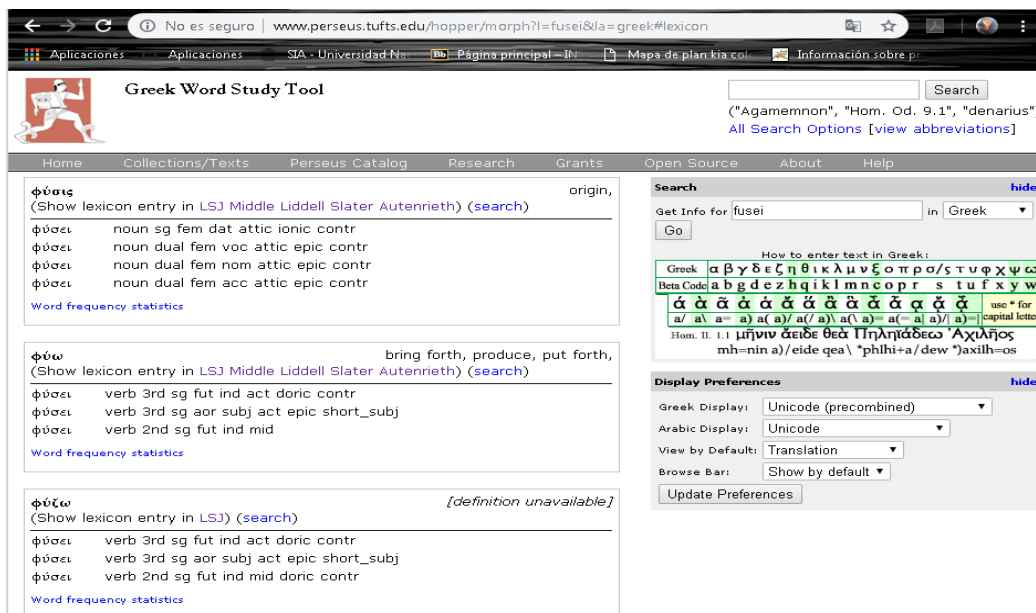 No es seguro | www.perseus.tufts.edu/hopper/morph?l=fusei&la=greek#lexicon
Aplicaciones Aplicaciones SIA - Universidad Na Bb Página principal – IN Mapa de plan kia col Información sobre pr
Greek Word Study Tool
Search
("Agamemnon", "Hom. Od. 9.1", "denarius")
All Search Options [view abbreviations]
Home Collections/Texts Perseus Catalog Research Grants Open Source About Help
φύσις origin,
(Show lexicon entry in LSJ Middle Liddell Slater Autenrieth) (search)
φύσει noun sg fem dat attic ionic contr
φύσει noun dual fem voc attic epic contr
φύσει noun dual fem nom attic epic contr
φύσει noun dual fem acc attic epic contr
Word frequency statistics
φύω bring forth, produce, put forth,
(Show lexicon entry in LSJ Middle Liddell Slater Autenrieth) (search)
φύσει verb 3rd sg fut ind act doric contr
φύσει verb 3rd sg aor subj act epic short_subj
φύσει verb 2nd sg fut ind mid
Word frequency statistics
φύζω [definition unavailable]
(Show lexicon entry in LSJ) (search)
φύσει verb 3rd sg fut ind act doric contr
φύσει verb 3rd sg aor subj act epic short_subj
φύσει verb 2nd sg fut ind mid doric contr
Word frequency statistics
Search hide
Get Info for fusei in Greek
Go
How to enter text in Greek:
Greek α β γ δ ε ζ η θ ι κ λ μ ν ξ ο π ρ σ/ς τ υ φ χ ψ ω
Beta Code a b g d e z h q i k l m n c o p r s t u f x y w
ά ὰ ᾶ ἀ ἁ ἄ ἅ ἂ ἃ ἆ ἇ ᾳ ᾴ ᾆ use * for
a/ a\ a= a) a( a)/ a(/ a)\ a(\ a)= a(= a| a)/| a)=| capital lette
Hom. Il. 1.1 μῆνιν ἄειδε θεὰ Πηληϊάδεω Ἀχιλῆος
mh=nin a)/eide qea\ *phlhi+a/dew *)axilh=os
Display Preferences hide
Greek Display: Unicode (precombined)
Arabic Display: Unicode
View by Default: Translation
Browse Bar: Show by default
Update Preferences